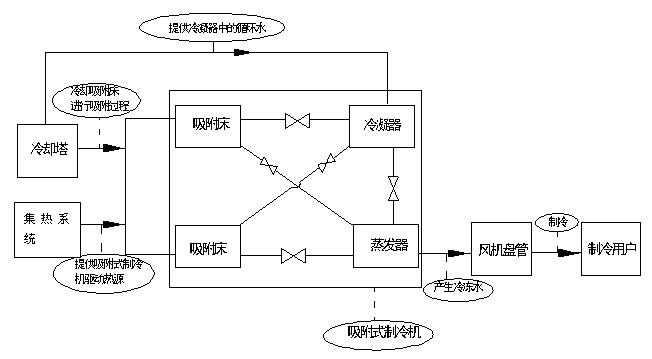 提供冷凝器中的循环水
冷却吸附床
进行吸附过程
吸附床
冷凝器
冷却塔
集热系
统
制冷
吸附床
蒸发器
风机盘管
制冷用户
提供吸附式制冷
机驱动热源
产生冷冻水
吸附式制冷机